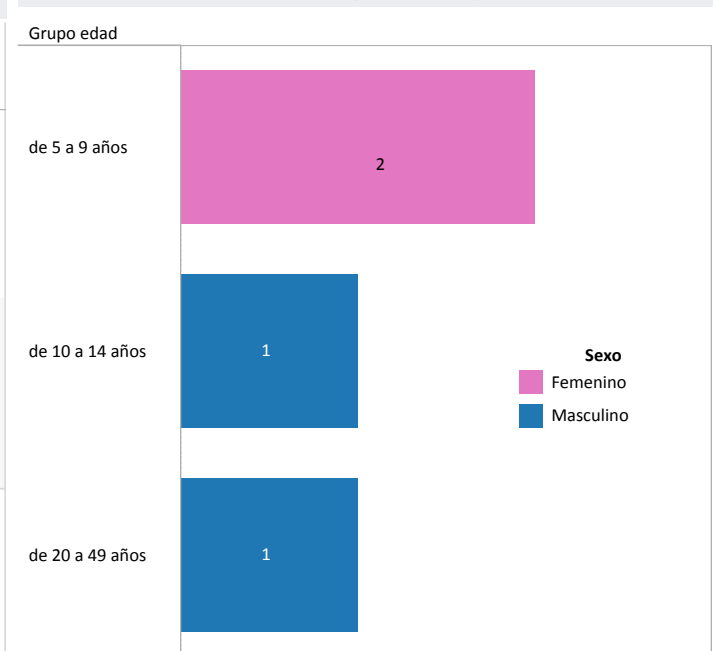 Grupo edad
de 5 a 9 años
2
de 10 a 14 años
1
Sexo
Femenino
Masculino
de 20 a 49 años
1